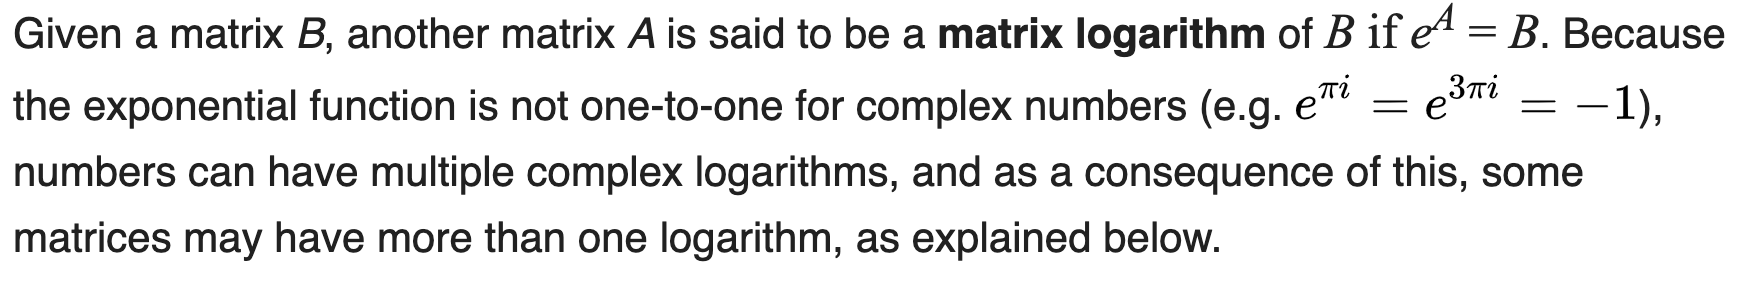 Given a matrix B, another matrix A is said to be a matrix logarithm of B if e^A = B. Because
the exponential function is not one-to-one for complex numbers (e.g. e^{πi} = e^{3πi} = −1),
numbers can have multiple complex logarithms, and as a consequence of this, some
matrices may have more than one logarithm, as explained below.